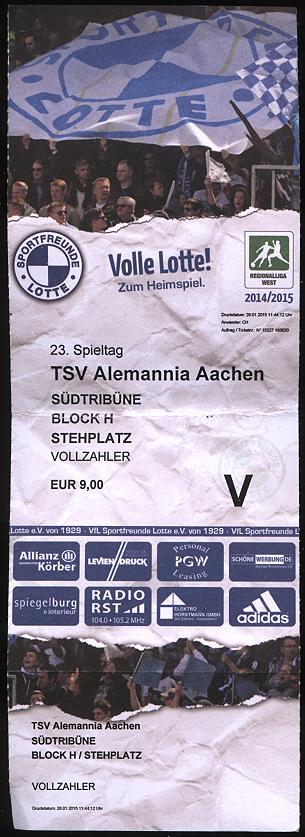 SPORTFREUNDE
LOTTE
SPORTFREUNDE
LOTTE
Volle Lotte!
Zum Heimspiel.
REGIONALLIGA
WEST
2014/2015
Druckdatum: 26.01.2015 11:44,12 Uhr
Anwender: CH
23. Spieltag
TSV Alemannia Aachen
SÜDTRIBÜNE
BLOCK H
STEHPLATZ
VOLLZAHLER
EUR 9,00
V
Lotte e.V. von 1929 - VfL Sportfreunde Lotte e.V. von 1929 - VfL Sportfreunde
Allianz
Körber
LEVIEN DRUCK
Personal
PGW
Leasing
SCHÖNE WERBUNG.DE
spiegelburg
interieur
RADIO
RST
104.0 • 105.2 MHz
ELEKTRO
HORSTMANN GMBH
adidas
TSV Alemannia Aachen
SÜDTRIBÜNE
BLOCK H / STEHPLATZ
VOLLZAHLER
Druckdatum: 26.01.2015 11:44,12 Uhr